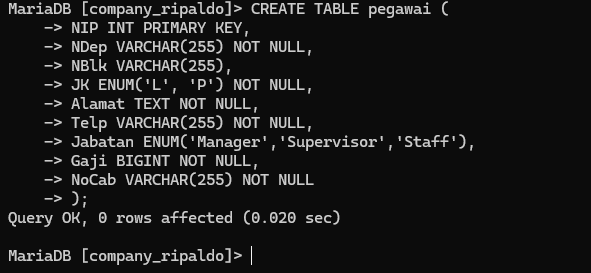 MariaDB [company_ripaldo]> CREATE TABLE pegawai (
    -> NIP INT PRIMARY KEY,
    -> NDep VARCHAR(255) NOT NULL,
    -> NBlk VARCHAR(255),
    -> JK ENUM('L', 'P') NOT NULL,
    -> Alamat TEXT NOT NULL,
    -> Telp VARCHAR(255) NOT NULL,
    -> Jabatan ENUM('Manager','Supervisor','Staff'),
    -> Gaji BIGINT NOT NULL,
    -> NoCab VARCHAR(255) NOT NULL
    -> );
Query OK, 0 rows affected (0.020 sec)
MariaDB [company_ripaldo]>